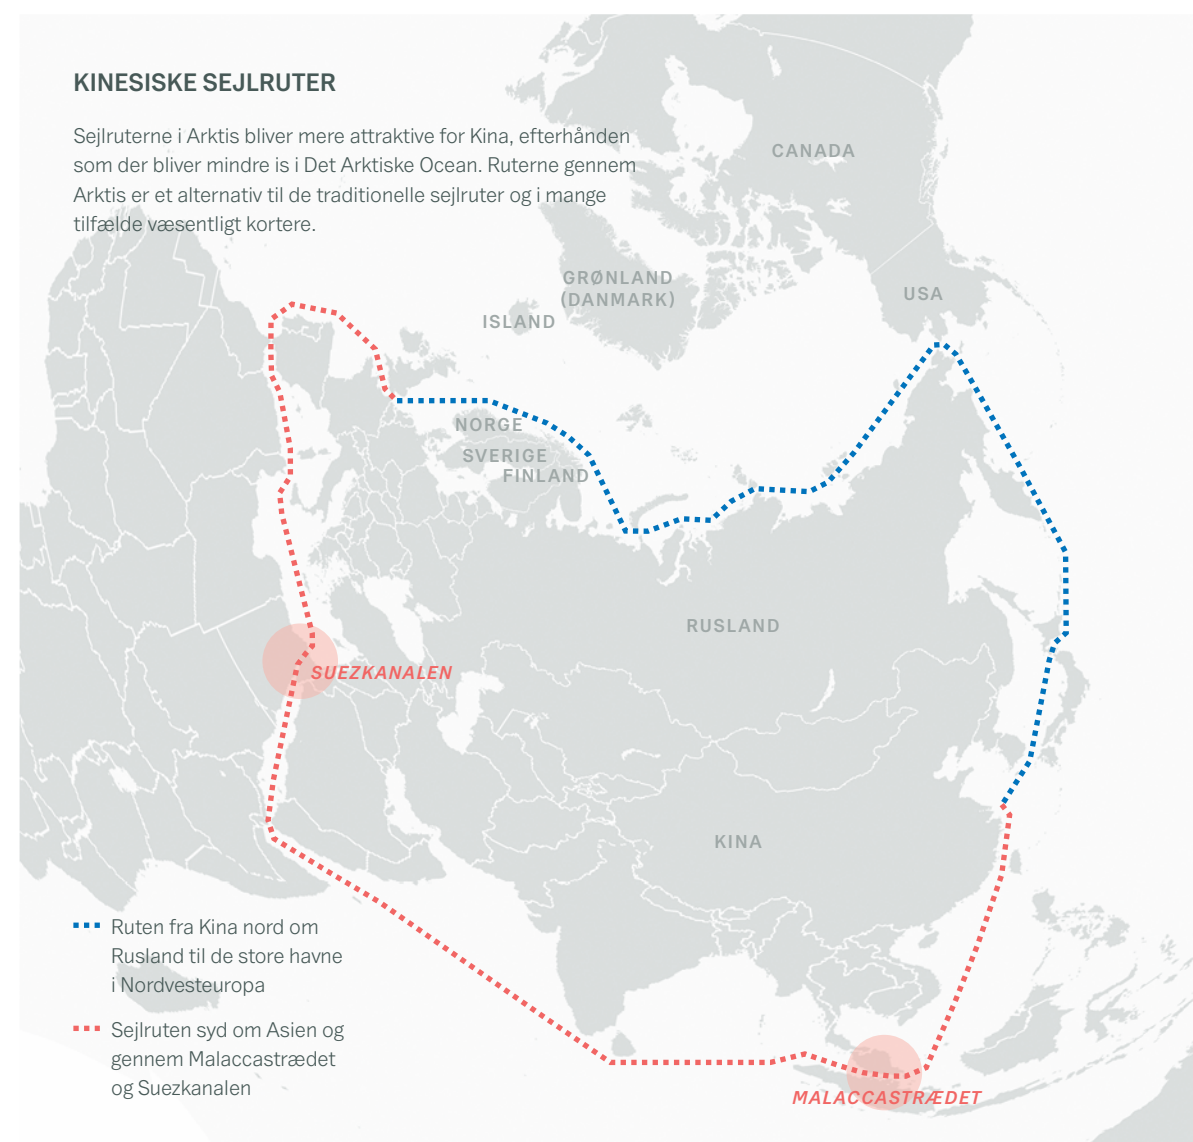 KINESISKE SEJLRUTER
Sejlruterne i Arktis bliver mere attraktive for Kina, efterhånden
som der bliver mindre is i Det Arktiske Ocean. Ruterne gennem
Arktis er et alternativ til de traditionelle sejlruter og i mange
tilfælde væsentligt kortere.
CANADA
GRØNLAND
(DANMARK)
USA
ISLAND
NORGE
SVERIGE
FINLAND
RUSLAND
SUEZKANALEN
KINA
Ruten fra Kina nord om
Rusland til de store havne
i Nordvesteuropa
Sejlruten syd om Asien og
gennem Malaccastrædet
og Suezkanalen
MALACCASTRÆDET